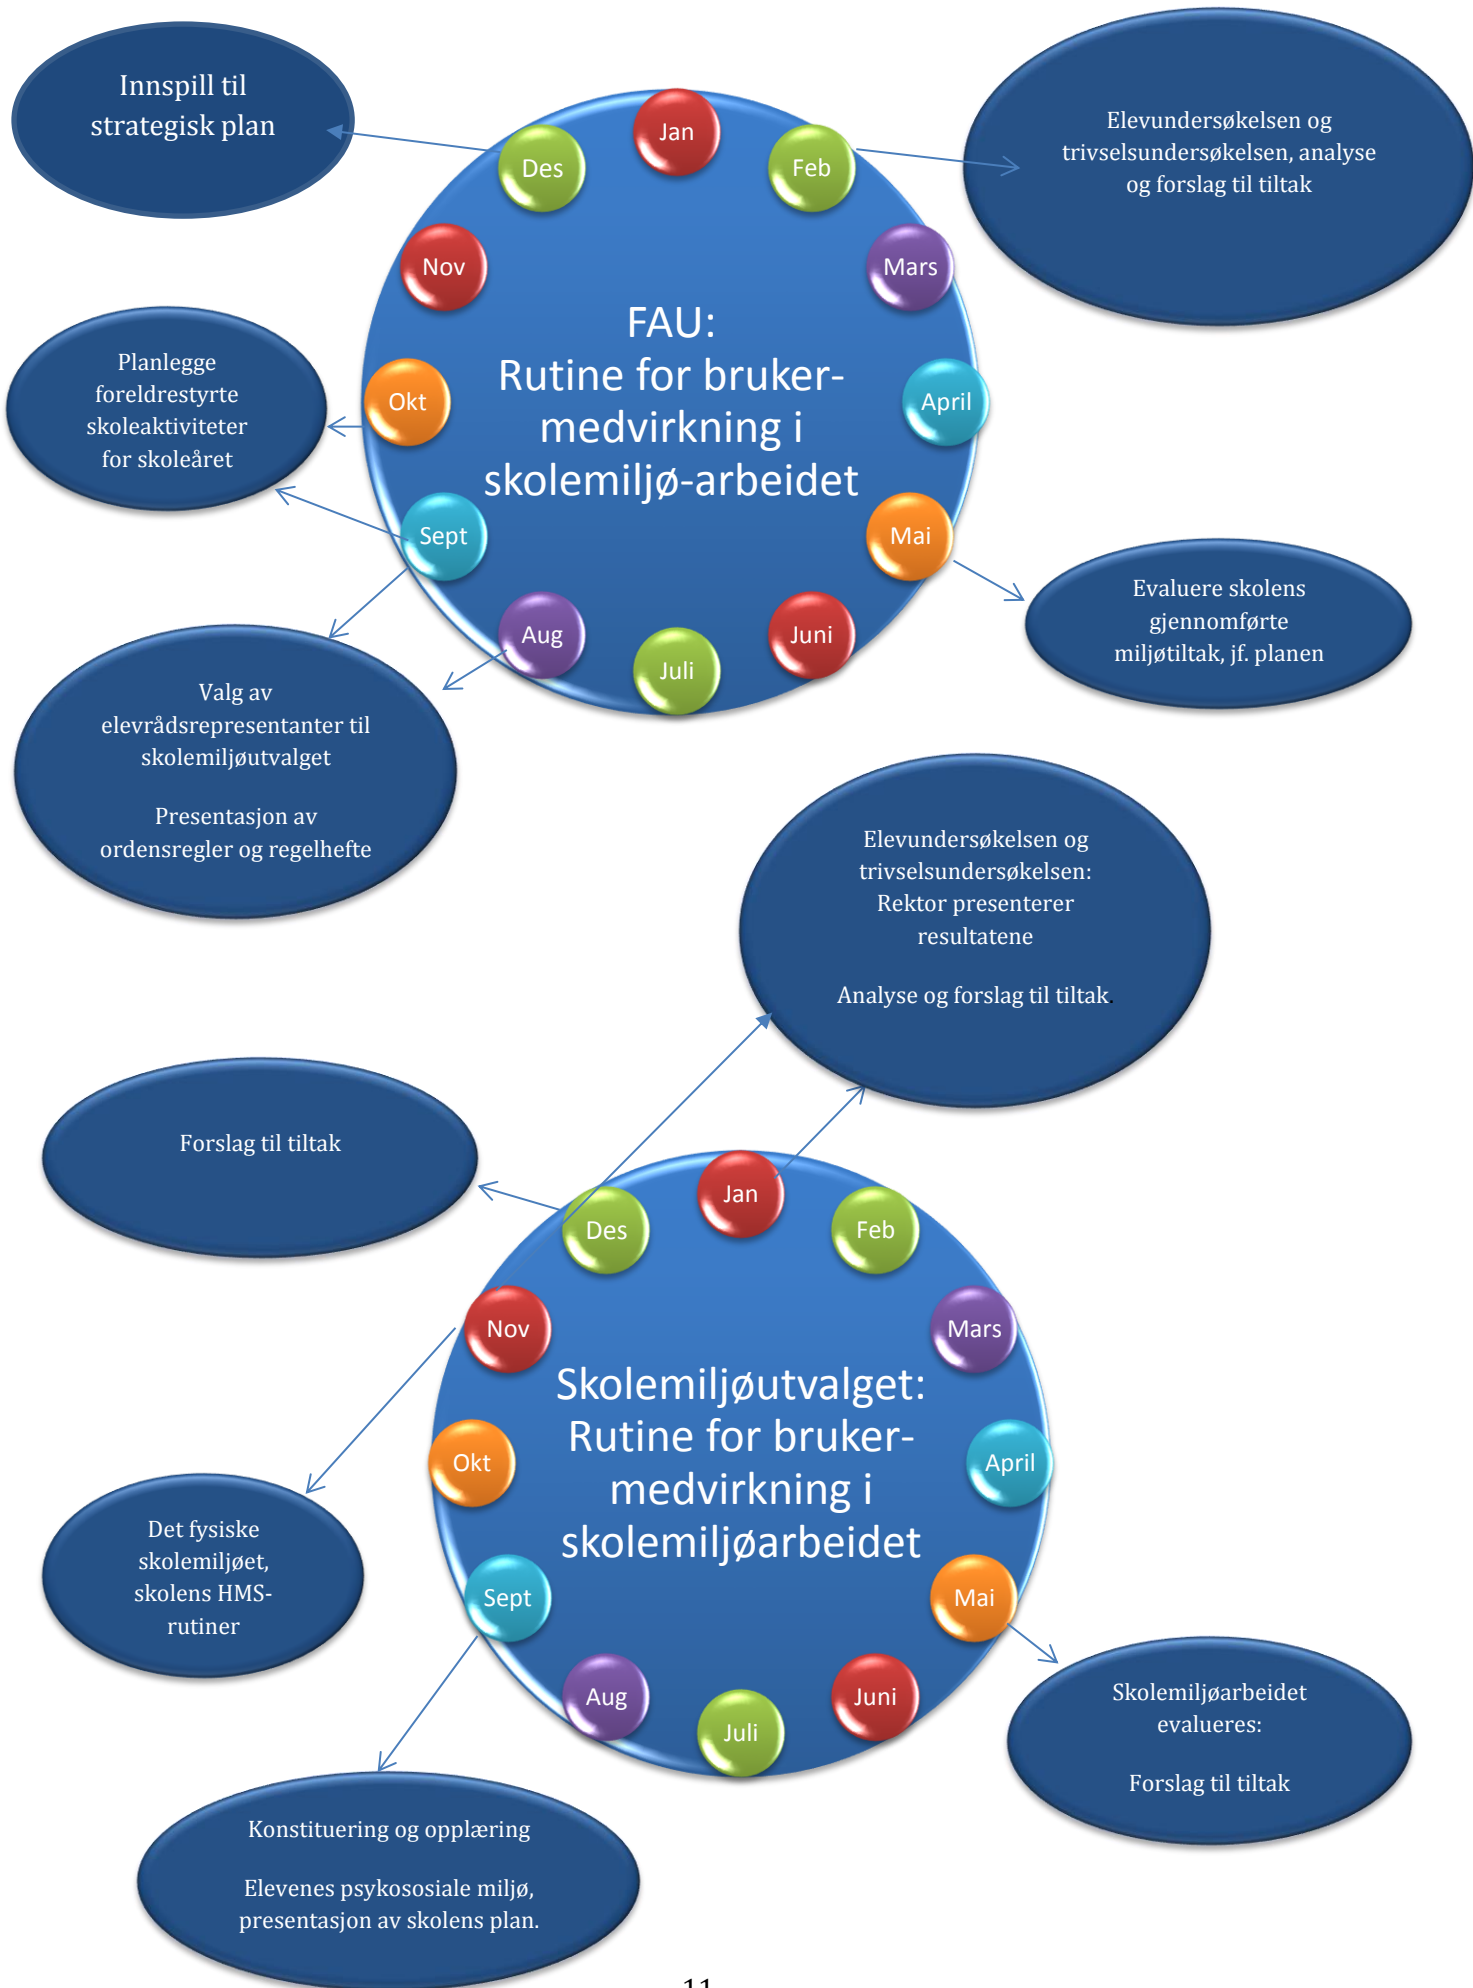 Innspill til
strategisk plan
Elevundersøkelsen og
trivselsundersøkelsen, analyse
og forslag til tiltak
Jan
Feb
Mars
April
Mai
Juni
Juli
Aug
Sept
Okt
Nov
Des
FAU:
Rutine for bruker-
medvirkning i
skolemiljø-arbeidet
Planlegge
foreldrestyrte
skoleaktiviteter
for skoleåret
Evaluere skolens
gjennomførte
miljøtiltak, jf. planen
Valg av
elevrådsrepresentanter til
skolemiljøutvalget
Presentasjon av
ordensregler og regelhefte
Elevundersøkelsen og
trivselsundersøkelsen:
Rektor presenterer
resultatene
Analyse og forslag til tiltak.
Forslag til tiltak
Jan
Feb
Mars
April
Mai
Juni
Juli
Aug
Sept
Okt
Nov
Des
Skolemiljøutvalget:
Rutine for bruker-
medvirkning i
skolemiljøarbeidet
Det fysiske
skolemiljøet,
skolens HMS-
rutiner
Skolemiljøarbeidet
evalueres:
Forslag til tiltak
Konstituering og opplæring
Elevenes psykososiale miljø,
presentasjon av skolens plan.
11